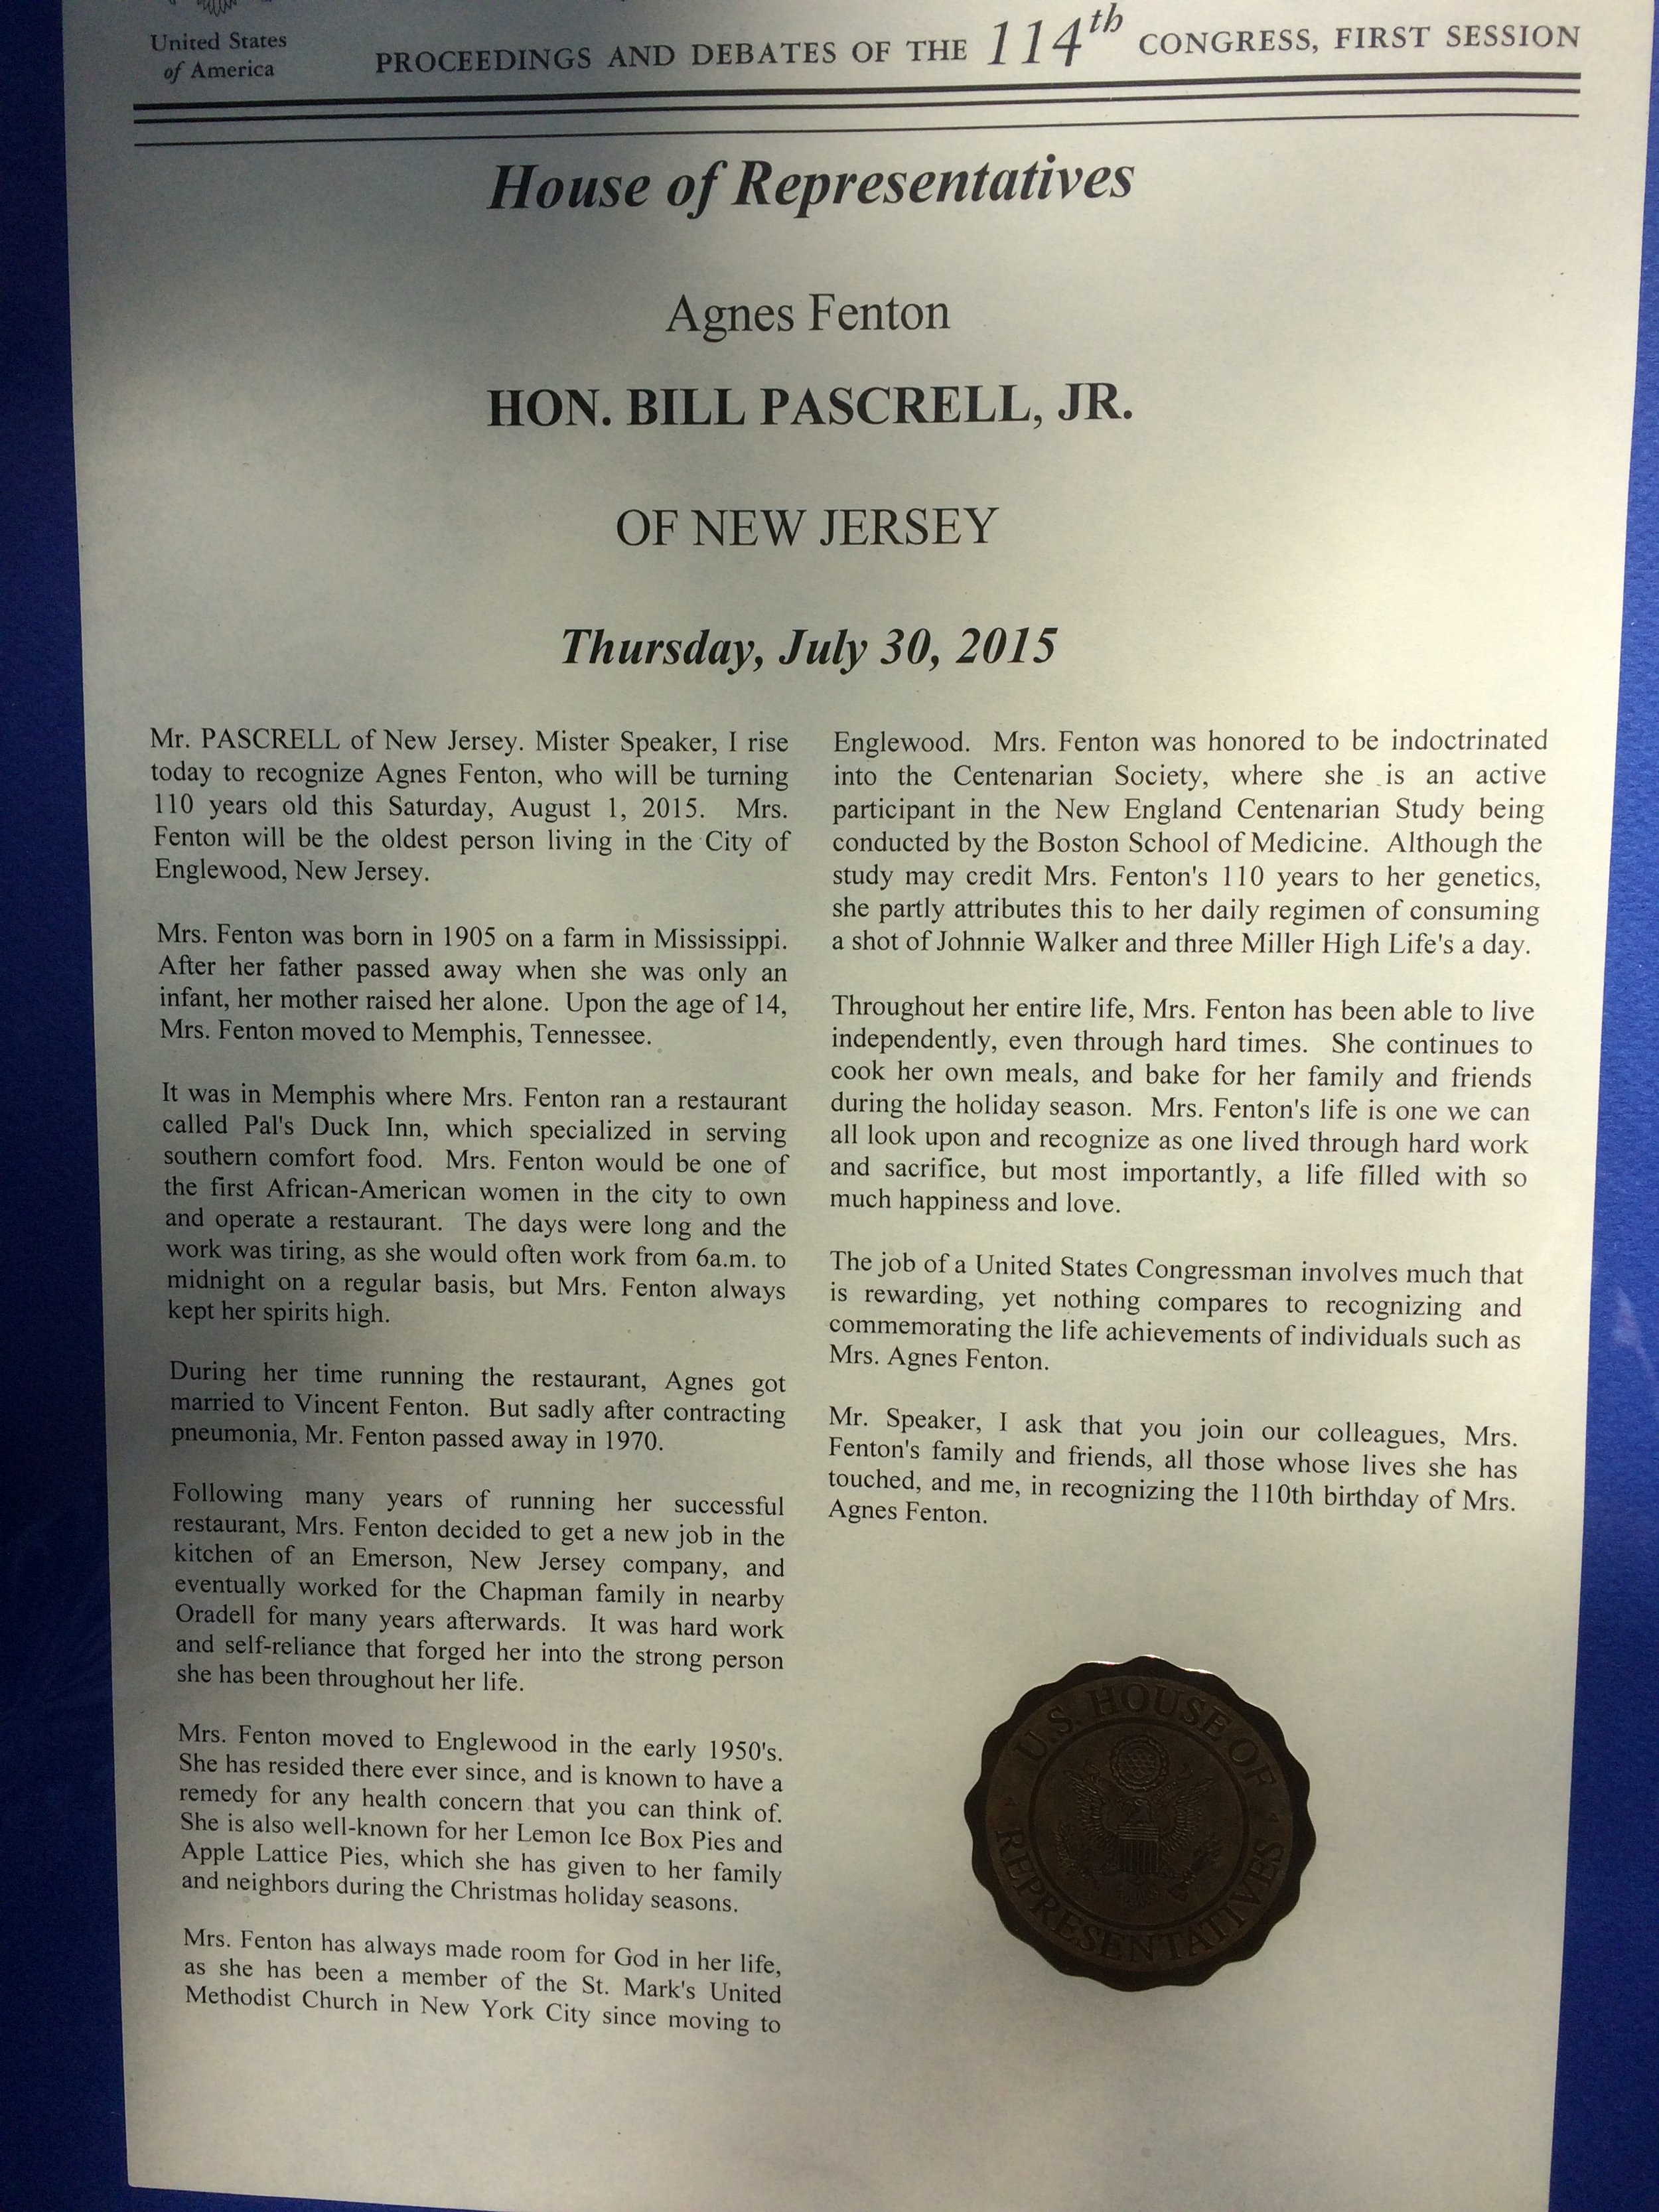 United States
of America
PROCEEDINGS AND DEBATES OF THE 114th CONGRESS, FIRST SESSION
House of Representatives
Agnes Fenton
HON. BILL PASCRELL, JR.
OF NEW JERSEY
Thursday, July 30, 2015
Mr. PASCRELL of New Jersey. Mister Speaker, I rise
today to recognize Agnes Fenton, who will be turning
110 years old this Saturday, August 1, 2015. Mrs.
Fenton will be the oldest person living in the City of
Englewood, New Jersey.
Mrs. Fenton was born in 1905 on a farm in Mississippi.
After her father passed away when she was only an
infant, her mother raised her alone. Upon the age of 14,
Mrs. Fenton moved to Memphis, Tennessee.
It was in Memphis where Mrs. Fenton ran a restaurant
called Pal's Duck Inn, which specialized in serving
southern comfort food. Mrs. Fenton would be one of
the first African-American women in the city to own
and operate a restaurant. The days were long and the
work was tiring, as she would often work from 6a.m. to
midnight on a regular basis, but Mrs. Fenton always
kept her spirits high.
During her time running the restaurant, Agnes got
married to Vincent Fenton. But sadly after contracting
pneumonia, Mr. Fenton passed away in 1970.
Following many years of running her successful
restaurant, Mrs. Fenton decided to get a new job in the
kitchen of an Emerson, New Jersey company, and
eventually worked for the Chapman family in nearby
Oradell for many years afterwards. It was hard work
and self-reliance that forged her into the strong person
she has been throughout her life.
Mrs. Fenton moved to Englewood in the early 1950's.
She has resided there ever since, and is known to have a
remedy for any health concern that you can think of.
She is also well-known for her Lemon Ice Box Pies and
Apple Lattice Pies, which she has given to her family
and neighbors during the Christmas holiday seasons.
Mrs. Fenton has always made room for God in her life,
as she has been a member of the St. Mark's United
Methodist Church in New York City since moving to
Englewood. Mrs. Fenton was honored to be indoctrinated
into the Centenarian Society, where she is an active
participant in the New England Centenarian Study being
conducted by the Boston School of Medicine. Although the
study may credit Mrs. Fenton's 110 years to her genetics,
she partly attributes this to her daily regimen of consuming
a shot of Johnnie Walker and three Miller High Life's a day.
Throughout her entire life, Mrs. Fenton has been able to live
independently, even through hard times. She continues to
cook her own meals, and bake for her family and friends
during the holiday season. Mrs. Fenton's life is one we can
all look upon and recognize as one lived through hard work
and sacrifice, but most importantly, a life filled with so
much happiness and love.
The job of a United States Congressman involves much that
is rewarding, yet nothing compares to recognizing and
commemorating the life achievements of individuals such as
Mrs. Agnes Fenton.
Mr. Speaker, I ask that you join our colleagues, Mrs.
Fenton's family and friends, all those whose lives she has
touched, and me, in recognizing the 110th birthday of Mrs.
Agnes Fenton.
U.S. HOUSE OF
REPRESENTATIVES